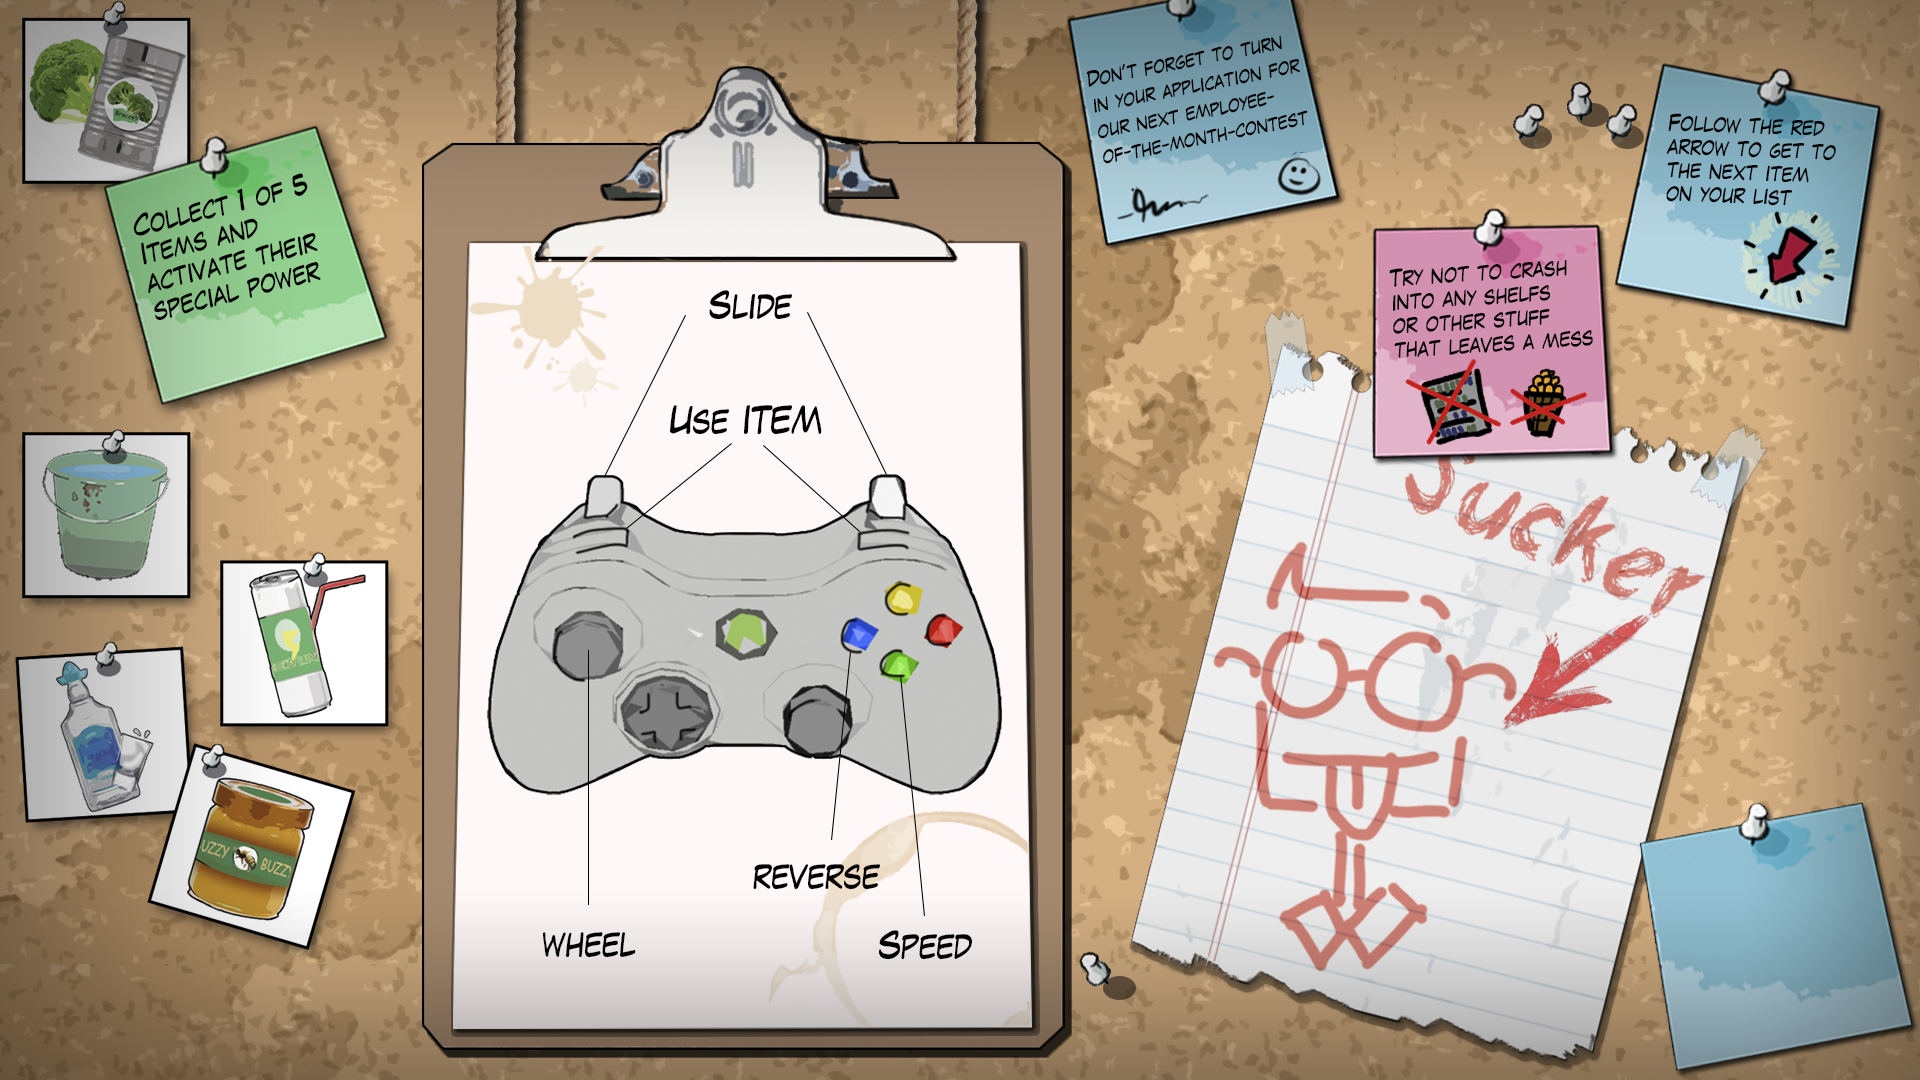 Collect 1 of 5
Items and
activate their
special power
UZZY
BUZZY
Slide
Use Item
Reverse
Wheel
Speed
Don't forget to turn
in your application for
our next employee-
of-the-month-contest
Follow the red
arrow to get to
the next item
on your list
Try not to crash
into any shelfs
or other stuff
that leaves a mess
Sucker